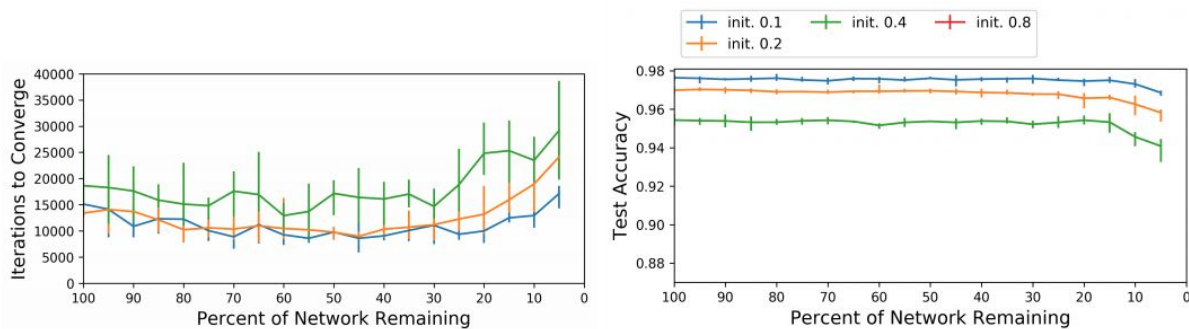 init. 0.1 init. 0.4 init. 0.8
init. 0.2
Iterations to Converge
40000
35000
30000
25000
20000
15000
10000
5000
0
100 90 80 70 60 50 40 30 20 10 0
Percent of Network Remaining
Test Accuracy
0.98
0.96
0.94
0.92
0.90
0.88
100 90 80 70 60 50 40 30 20 10 0
Percent of Network Remaining